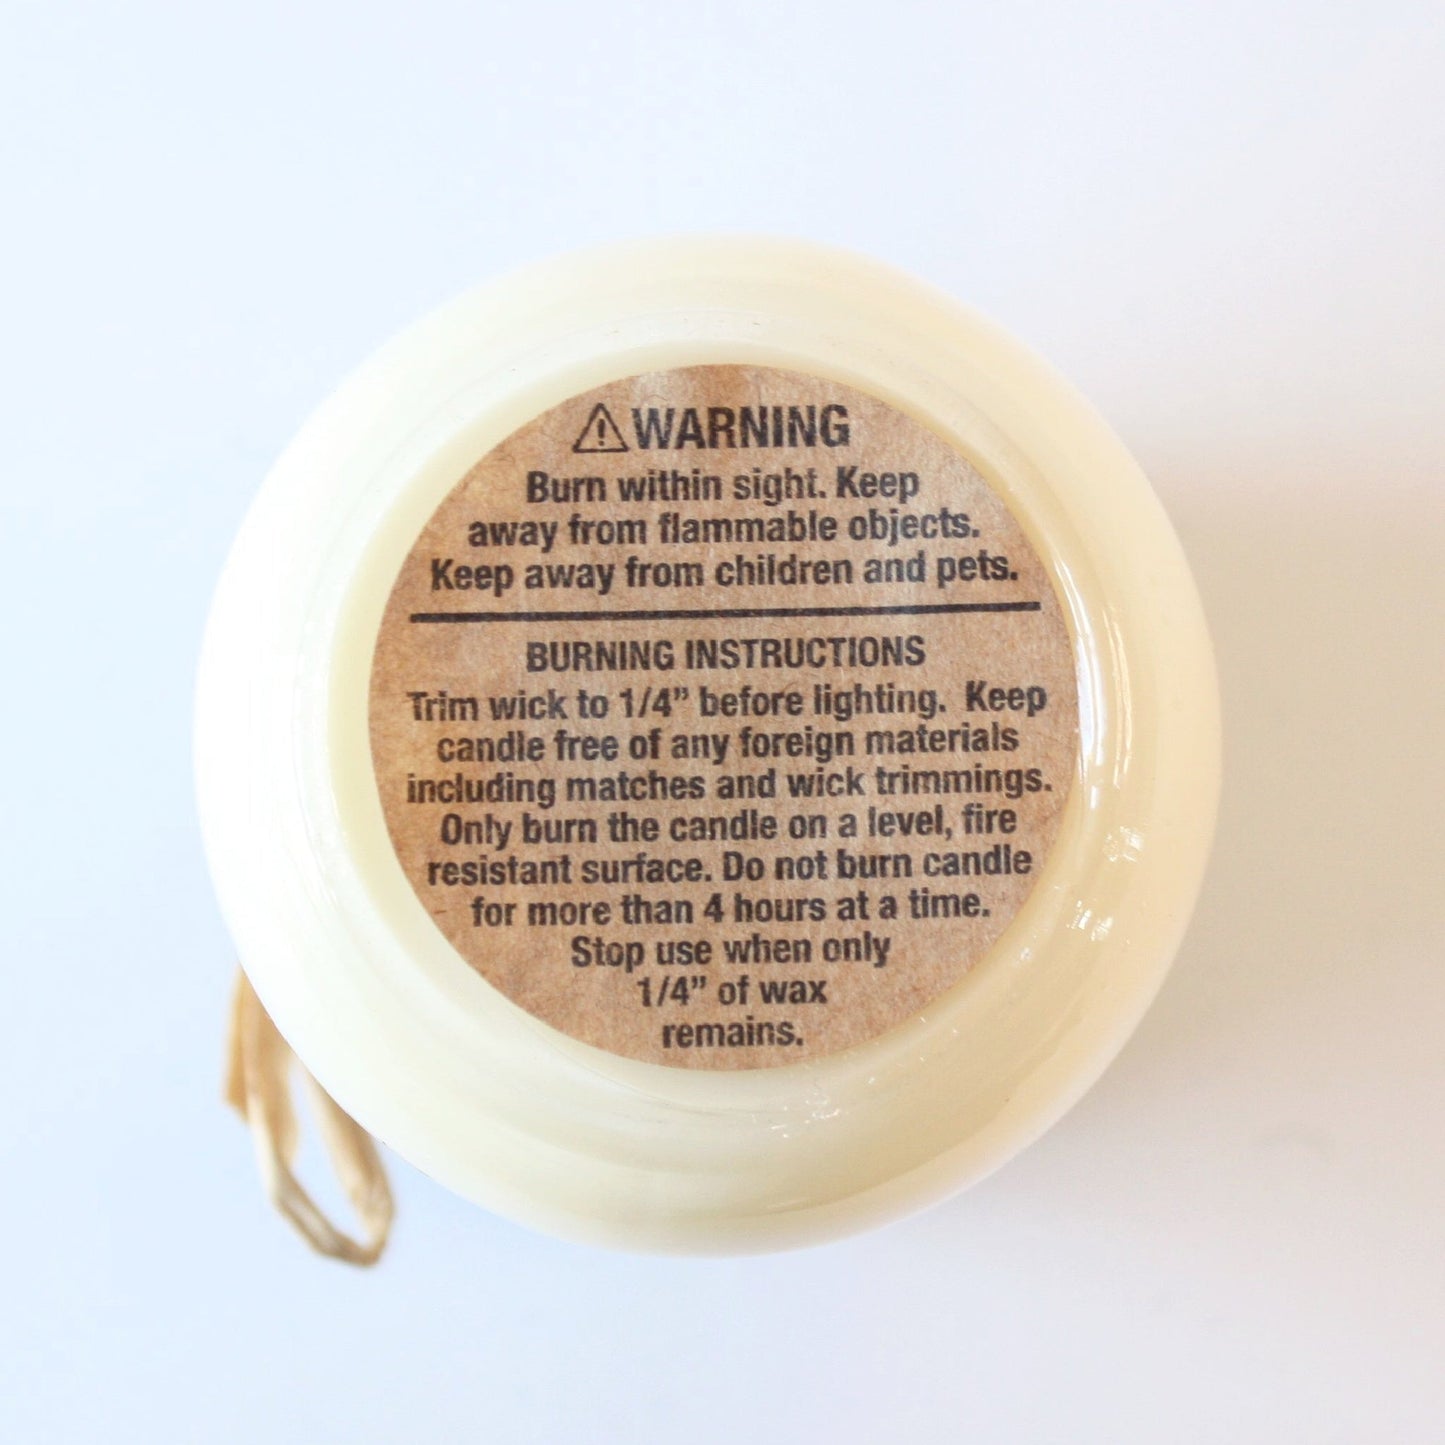 ⚠WARNING
Burn within sight. Keep
away from flammable objects.
Keep away from children and pets.
BURNING INSTRUCTIONS
Trim wick to 1/4” before lighting.  Keep
candle free of any foreign materials
including matches and wick trimmings.
Only burn the candle on a level, fire
resistant surface. Do not burn candle
for more than 4 hours at a time.
Stop use when only
1/4” of wax
remains.